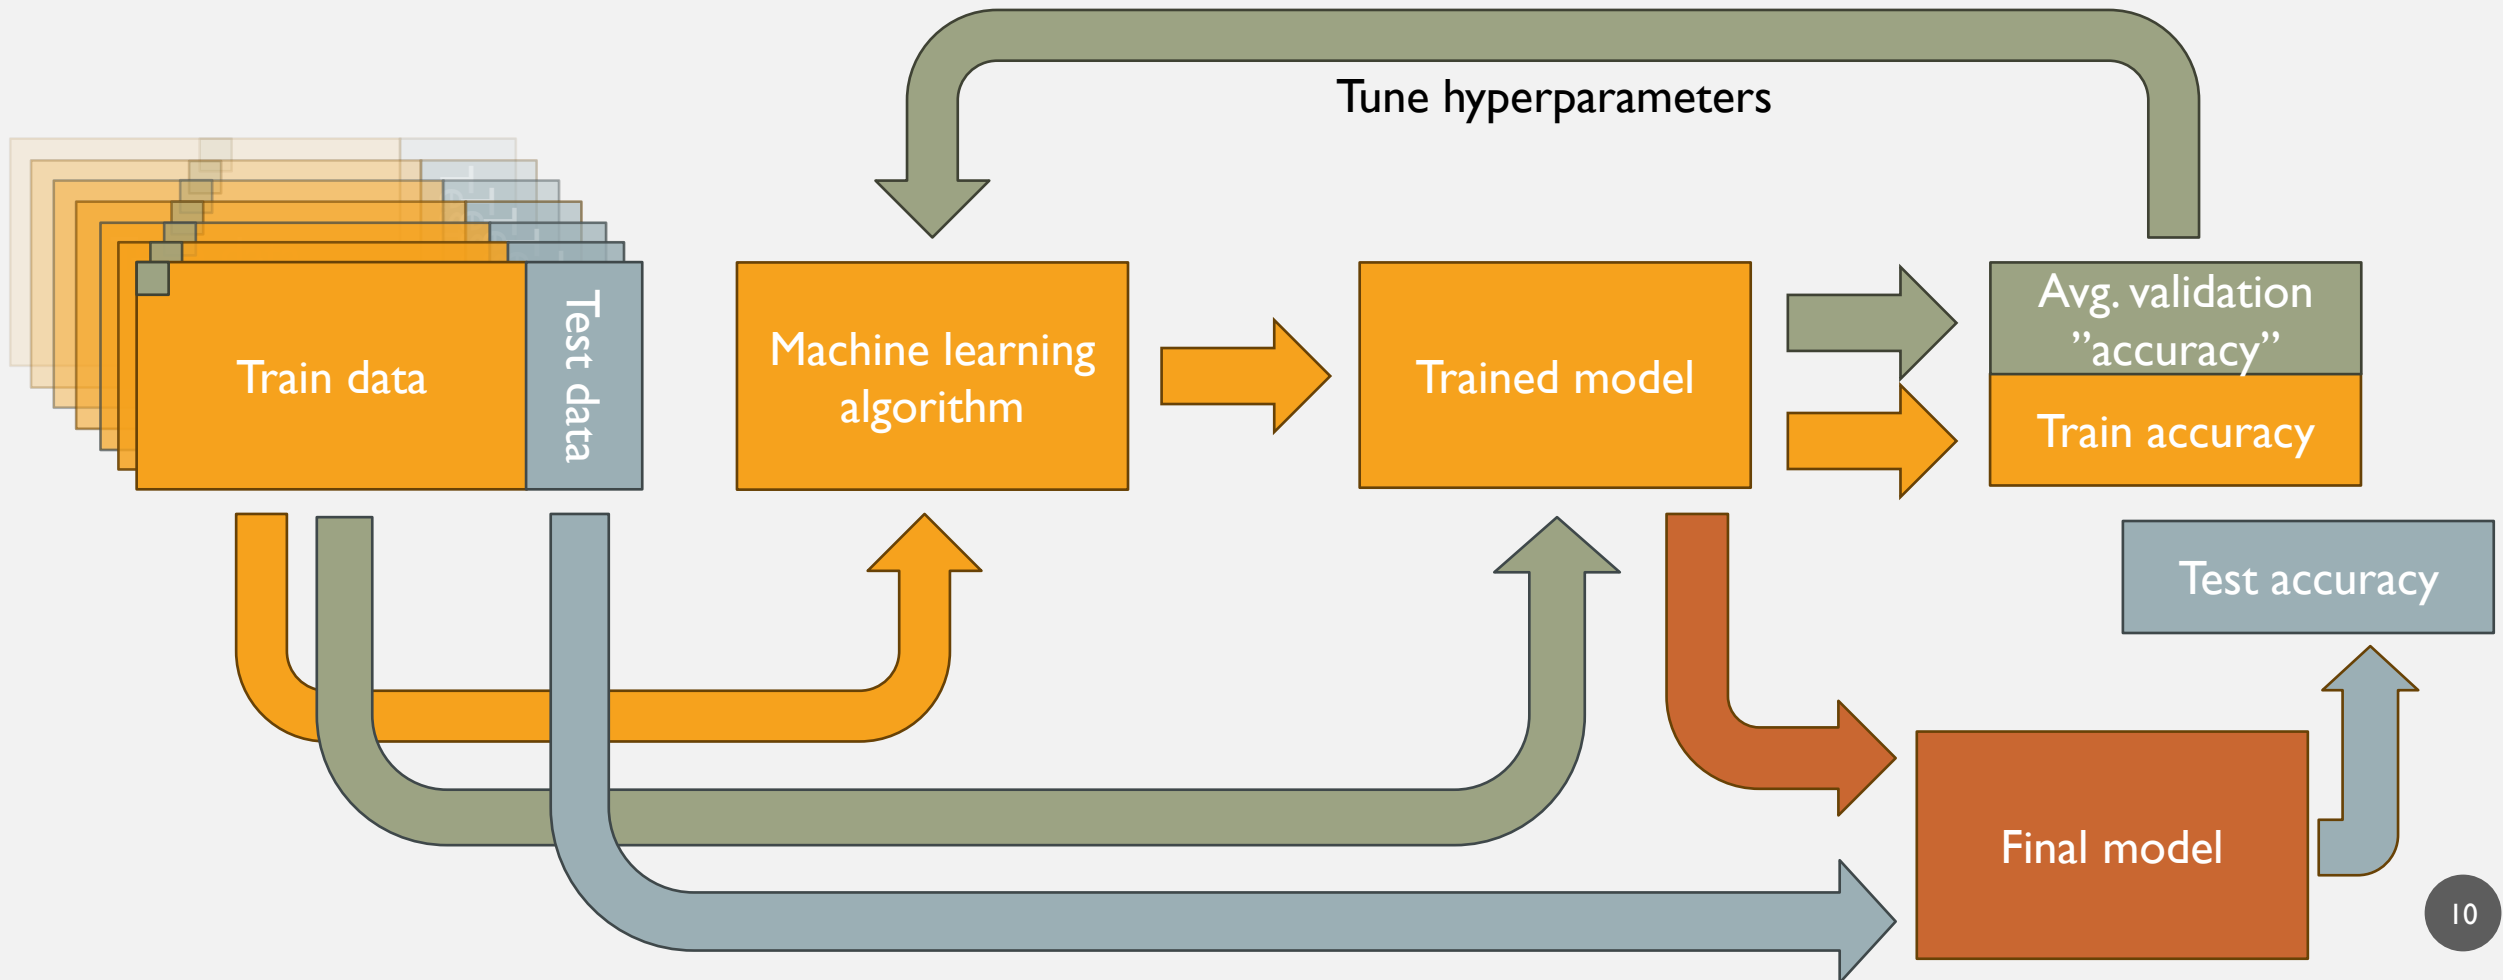 Tune hyperparameters
Train data
Test data
Machine learning
algorithm
Trained model
Avg. validation
”accuracy”
Train accuracy
Test accuracy
Final model
10